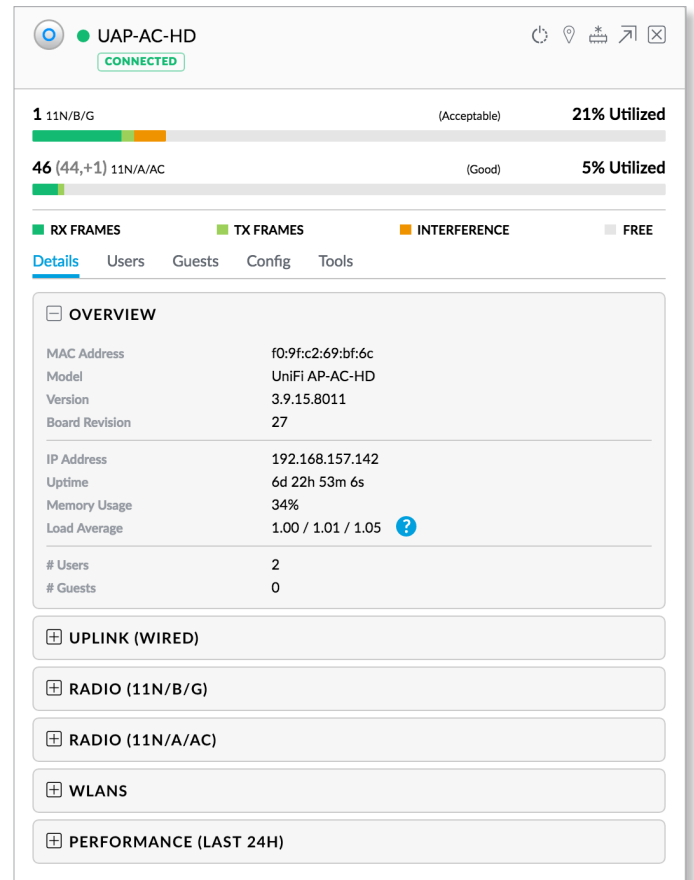 UAP-AC-HD
CONNECTED
1 11N/B/G (Acceptable) 21% Utilized
46 (44,+1) 11N/A/AC (Good) 5% Utilized
RX FRAMES TX FRAMES INTERFERENCE FREE
Details Users Guests Config Tools
OVERVIEW
MAC Address f0:9f:c2:69:bf:6c
Model UniFi AP-AC-HD
Version 3.9.15.8011
Board Revision 27
IP Address 192.168.157.142
Uptime 6d 22h 53m 6s
Memory Usage 34%
Load Average 1.00 / 1.01 / 1.05 ?
# Users 2
# Guests 0
UPLINK (WIRED)
RADIO (11N/B/G)
RADIO (11N/A/AC)
WLANS
PERFORMANCE (LAST 24H)